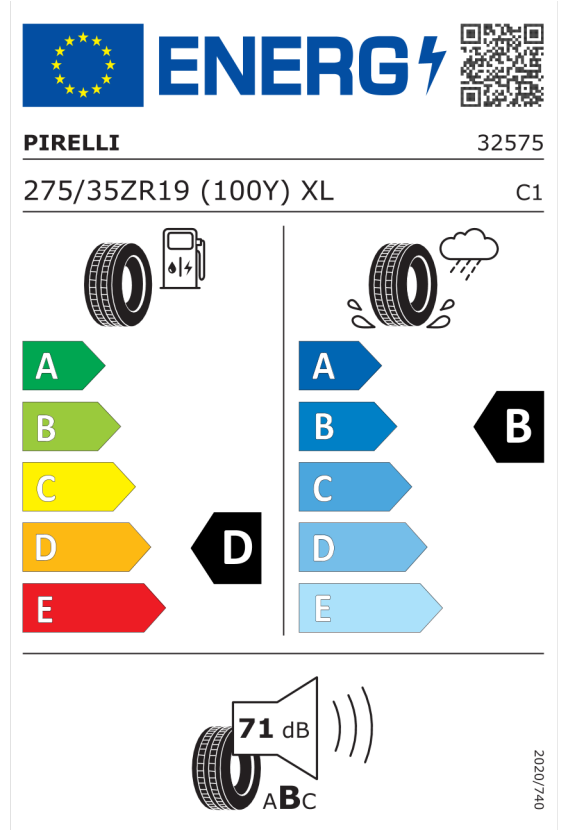 ENERG
PIRELLI 32575
275/35ZR19 (100Y) XL C1
A A
B B B
C C
D D D
E E
71 dB
ABC
2020/740